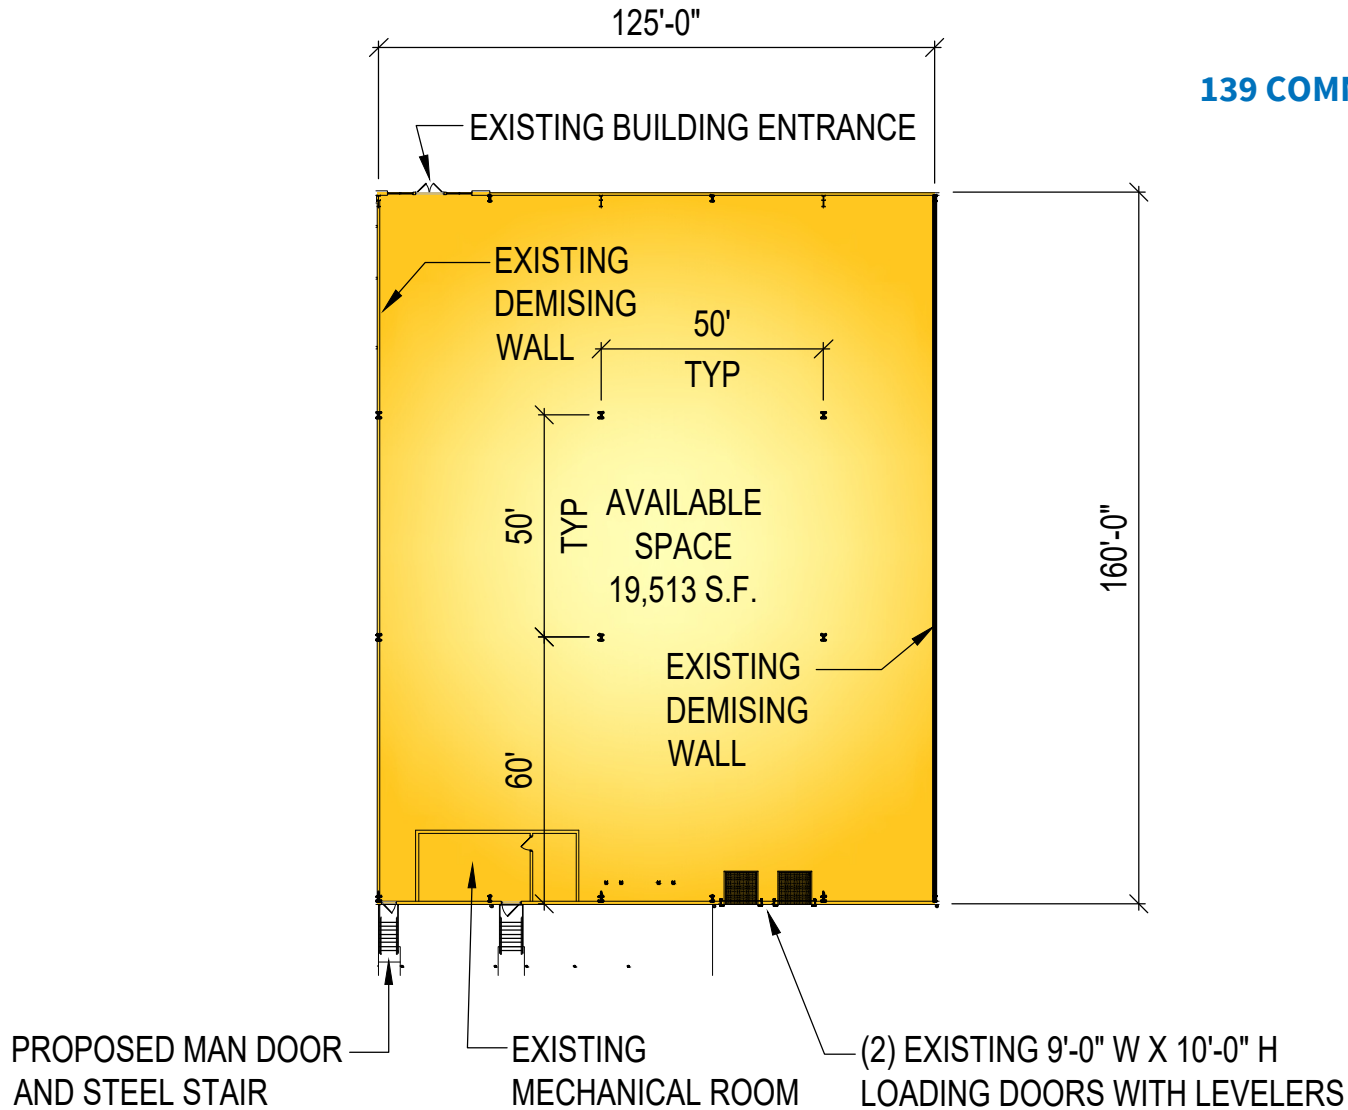 125'-0"
139
EXISTING BUILDING ENTRANCE
EXISTING
DEMISING
WALL
50'
TYP
50'
TYP
AVAILABLE
SPACE
19,513 S.F.
160'-0"
EXISTING
DEMISING
WALL
60'
PROPOSED MAN DOOR
AND STEEL STAIR
EXISTING
MECHANICAL ROOM
(2) EXISTING 9'-0" W X 10'-0" H
LOADING DOORS WITH LEVELERS